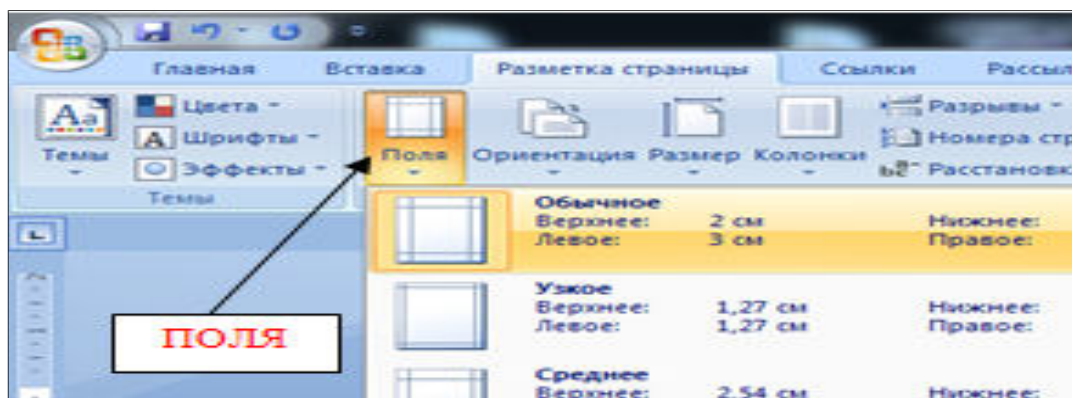 Главная Вставка Разметка страницы Ссылки
Aa
Темы
Цвета
A Шрифты
Эффекты
Темы
Поля
Ориентация Размер Колонки
Разрывы
Номера
L
Обычное
Верхнее: 2 см Нижнее:
Левое: 3 см Правое:
Узкое
Верхнее: 1,27 см Нижнее:
Левое: 1,27 см Правое:
Среднее
Верхнее: 2,54 см Нижнее:
ПОЛЯ